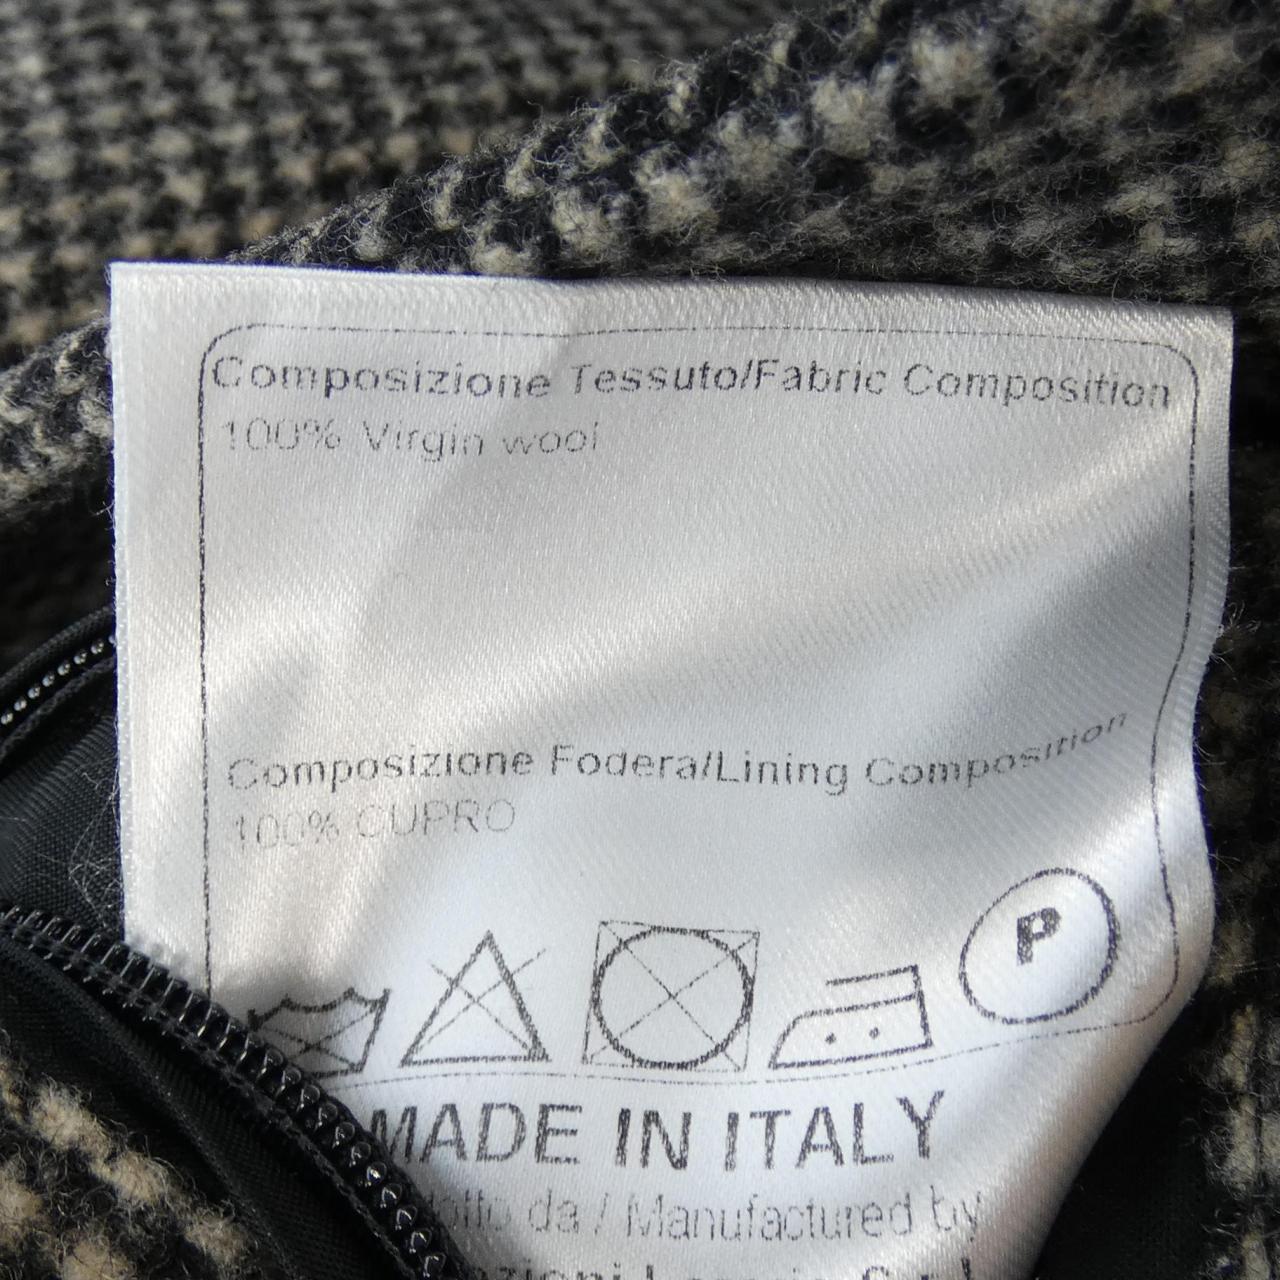 Composizione Tessuto/Fabric Composition
100% Virgin wool
Composizione Fodera/Lining Composition
100% CUPRO
P
MADE IN ITALY
da / Manufactured by